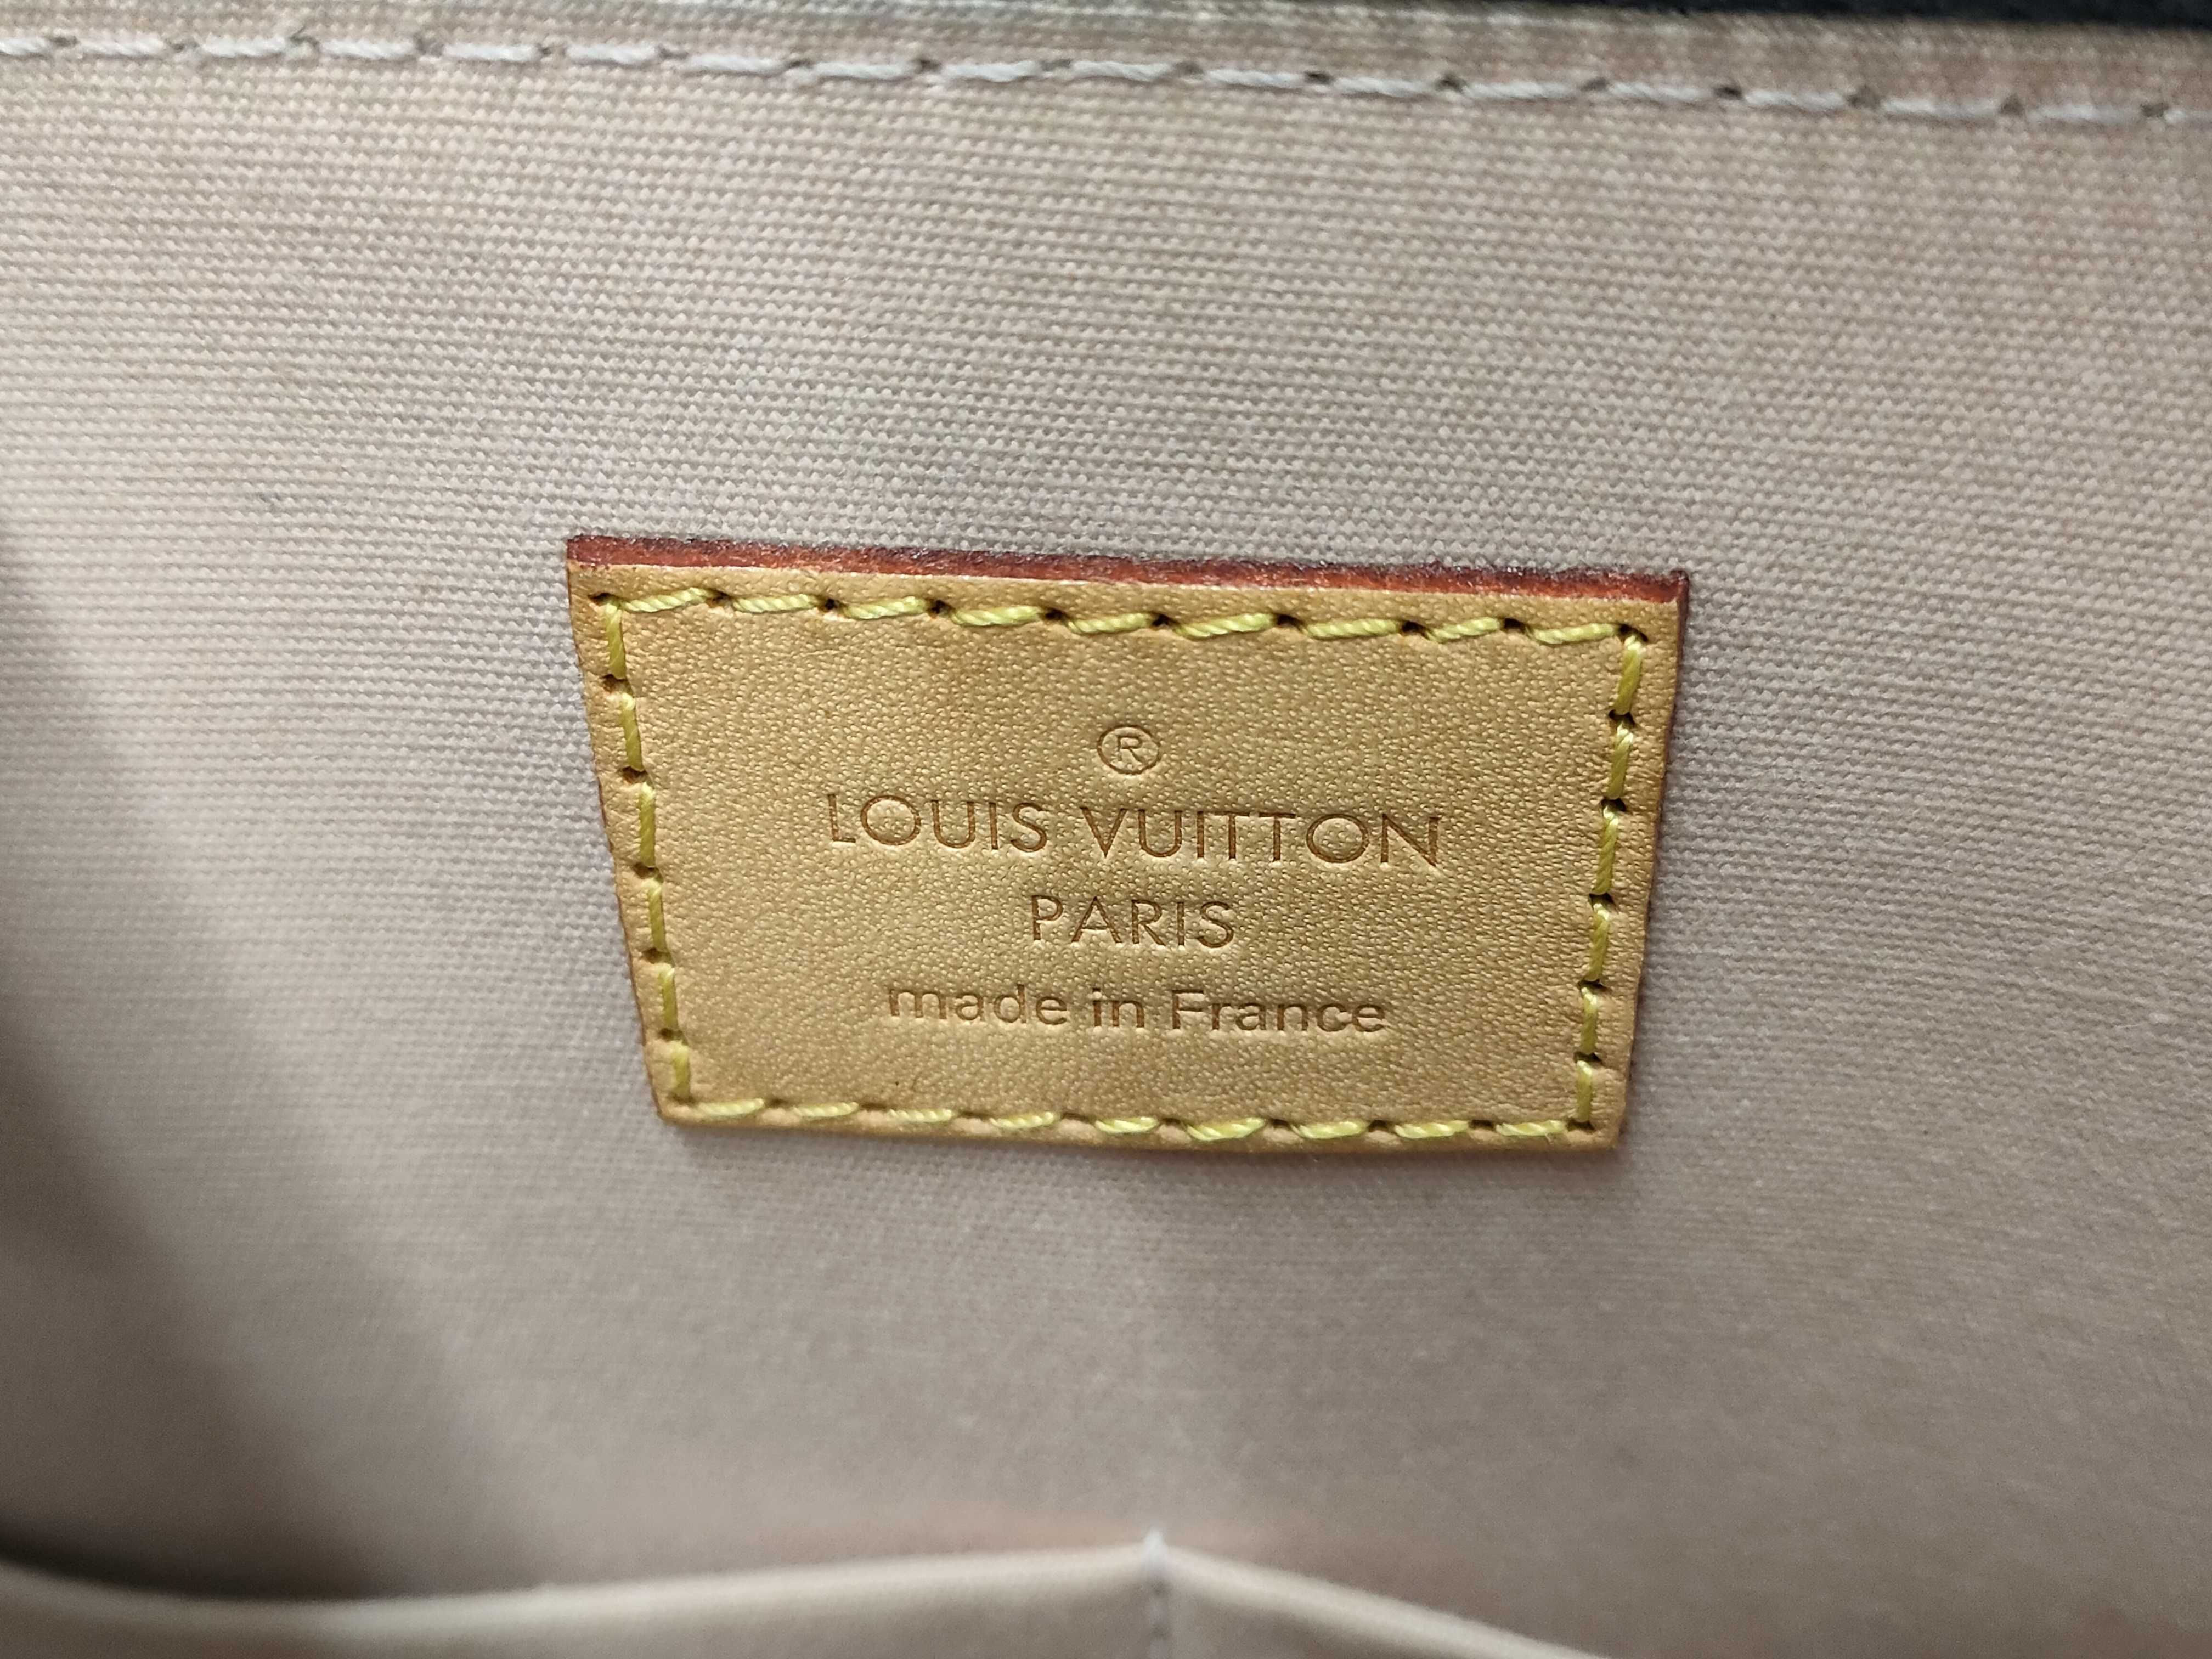 ®
LOUIS VUITTON
PARIS
made in France